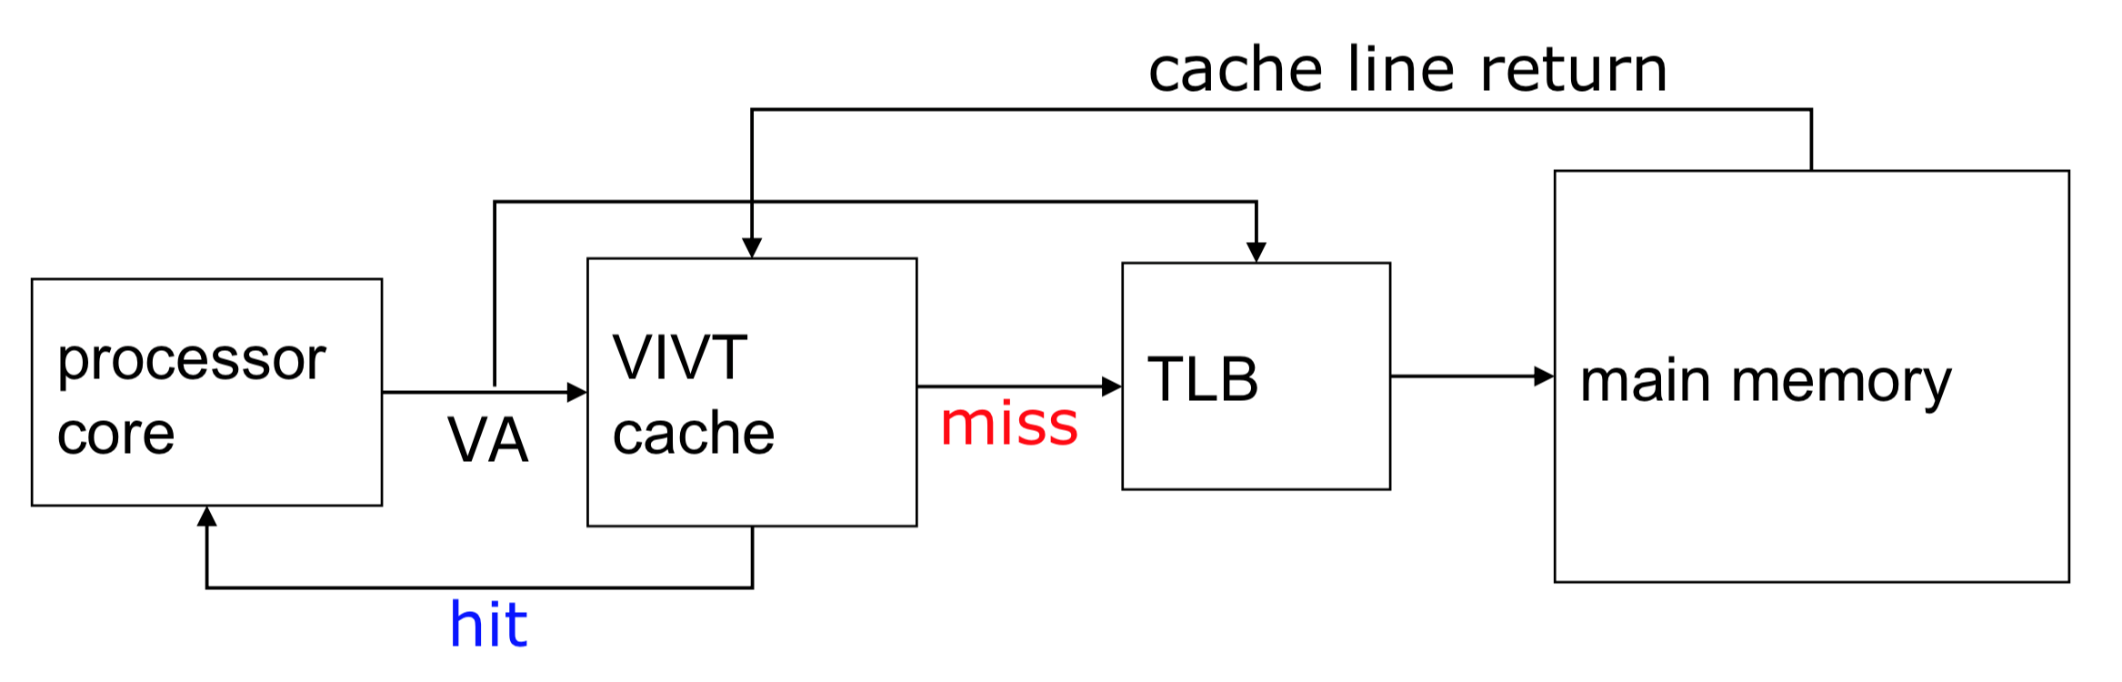 cache line return
processor
core
VA
VIVT
cache
miss
TLB
main memory
hit